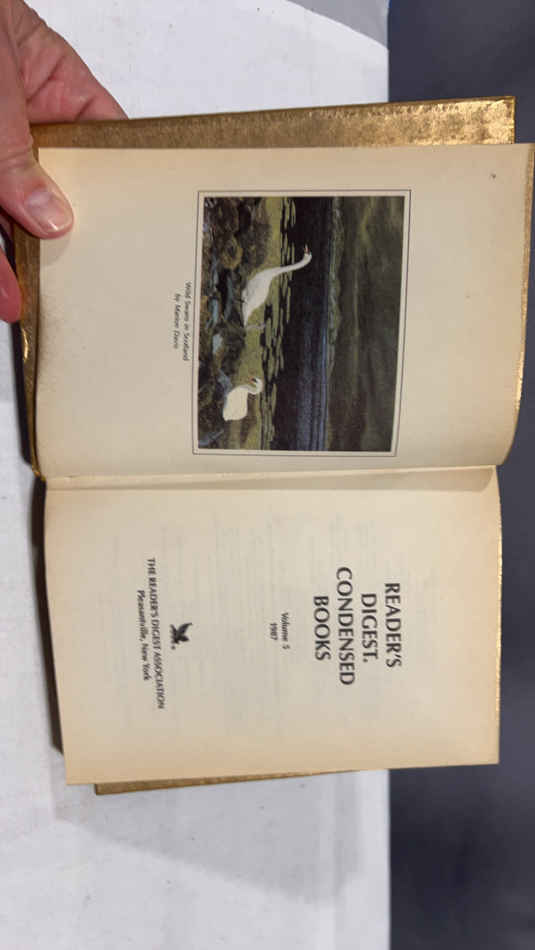 Wild Swans in Scotland
by Marion Davis
READER'S
DIGEST.
CONDENSED
BOOKS
Volume 5
1987
THE READER'S DIGEST ASSOCIATION
Pleasantville, New York